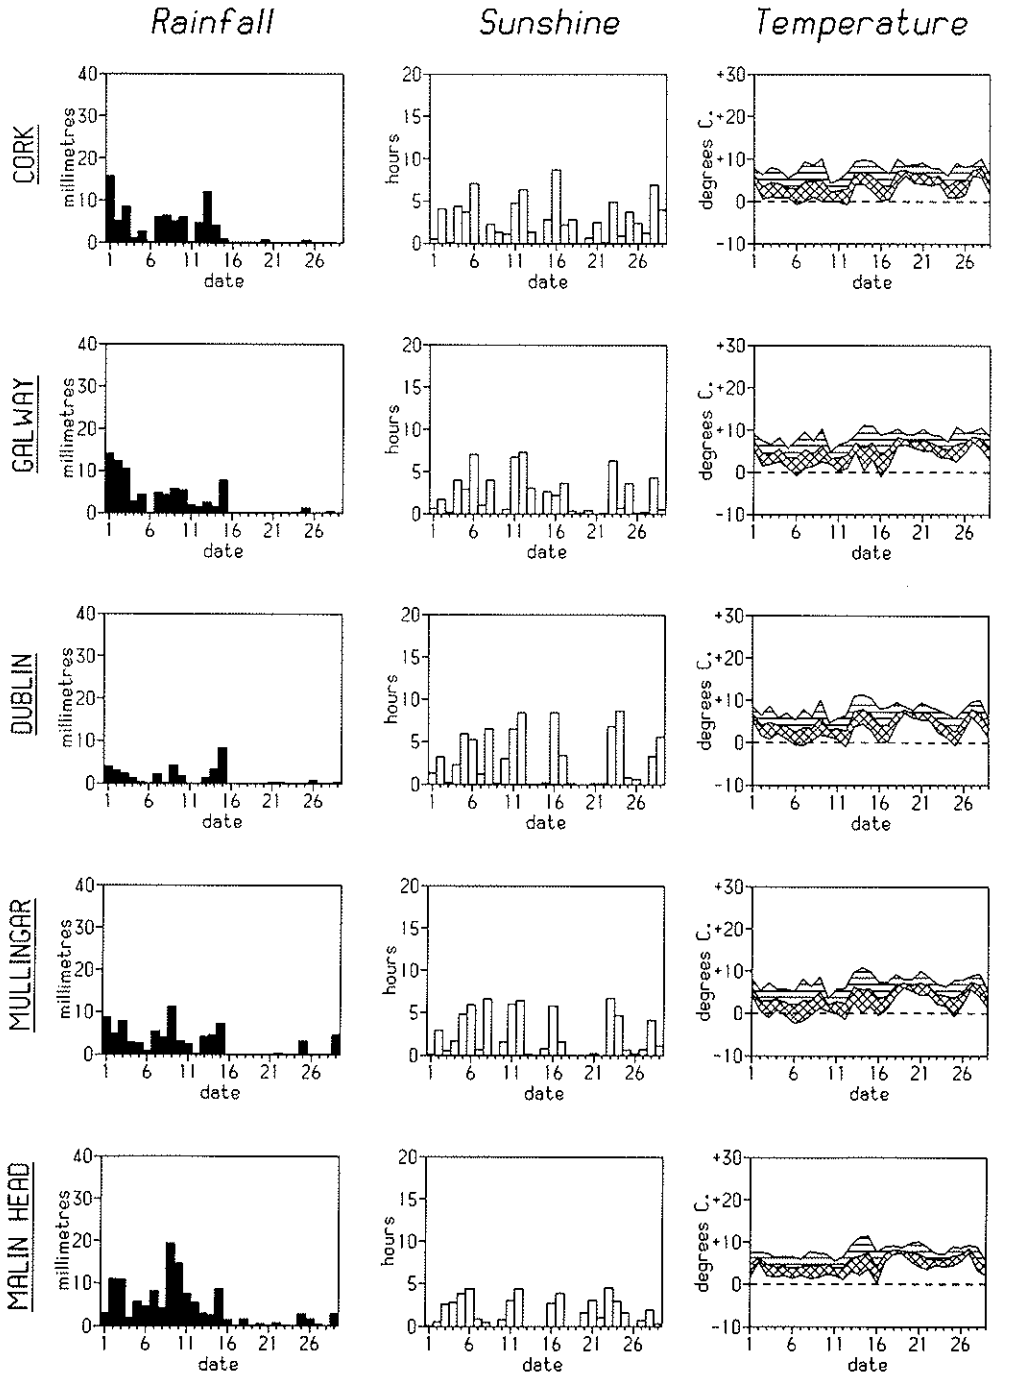 Rainfall Sunshine Temperature
CORK
40 30 20 10 0
millimetres
1 6 11 16 21 26
date
20 15 10 5 0
hours
1 6 11 16 21 26
date
+30 +20 +10 0 -10
degrees C.
1 6 11 16 21 26
date
GALWAY
40 30 20 10 0
millimetres
1 6 11 16 21 26
date
20 15 10 5 0
hours
1 6 11 16 21 26
date
+30 +20 +10 0 -10
degrees C.
1 6 11 16 21 26
date
DUBLIN
40 30 20 10 0
millimetres
1 6 11 16 21 26
date
20 15 10 5 0
hours
1 6 11 16 21 26
date
+30 +20 +10 0 -10
degrees C.
1 6 11 16 21 26
date
MULLINGAR
40 30 20 10 0
millimetres
1 6 11 16 21 26
date
20 15 10 5 0
hours
1 6 11 16 21 26
date
+30 +20 +10 0 -10
degrees C.
1 6 11 16 21 26
date
MALIN HEAD
40 30 20 10 0
millimetres
1 6 11 16 21 26
date
20 15 10 5 0
hours
1 6 11 16 21 26
date
+30 +20 +10 0 -10
degrees C.
1 6 11 16 21 26
date